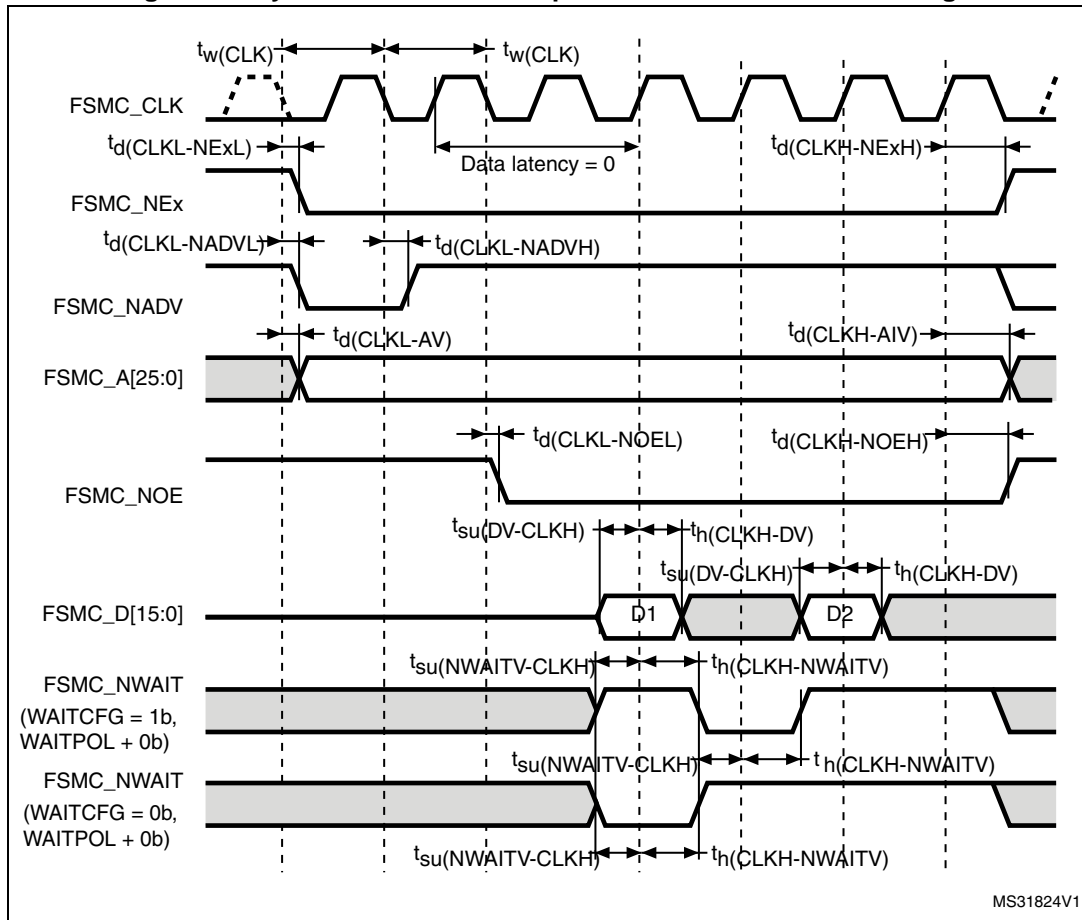 tw(CLK) tw(CLK)
FSMC_CLK
td(CLKL-NExL) Data latency = 0 td(CLKH-NExH)
FSMC_NEx
td(CLKL-NADVL) td(CLKL-NADVH)
FSMC_NADV
td(CLKL-AV) td(CLKH-AIV)
FSMC_A[25:0]
td(CLKL-NOEL) td(CLKH-NOEH)
FSMC_NOE
tsu(DV-CLKH) th(CLKH-DV)
tsu(DV-CLKH) th(CLKH-DV)
FSMC_D[15:0] D1 D2
tsu(NWAITV-CLKH) th(CLKH-NWAITV)
FSMC_NWAIT
(WAITCFG = 1b,
WAITPOL + 0b)
tsu(NWAITV-CLKH) th(CLKH-NWAITV)
FSMC_NWAIT
(WAITCFG = 0b,
WAITPOL + 0b)
tsu(NWAITV-CLKH) th(CLKH-NWAITV)
MS31824V1